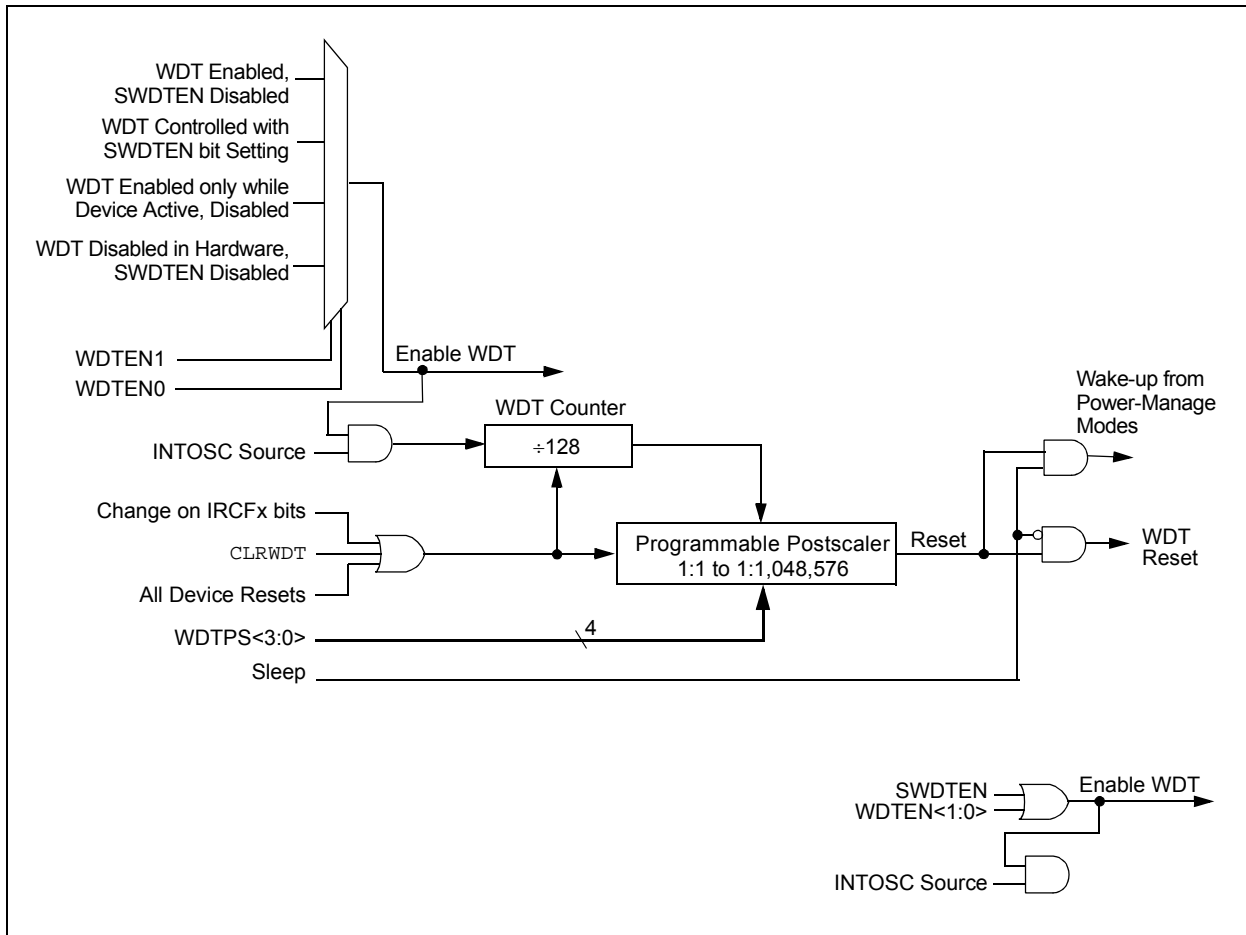 WDT Enabled,
SWDTEN Disabled
WDT Controlled with
SWDTEN bit Setting
WDT Enabled only while
Device Active, Disabled
WDT Disabled in Hardware,
SWDTEN Disabled
WDTEN1
WDTEN0
Enable WDT
WDT Counter
÷128
INTOSC Source
Wake-up from
Power-Manage
Modes
Change on IRCFx bits
CLRWDT
All Device Resets
Programmable Postscaler
1:1 to 1:1,048,576
Reset
WDT
Reset
WDTPS<3:0>
4
Sleep
SWDTEN
WDTEN<1:0>
Enable WDT
INTOSC Source